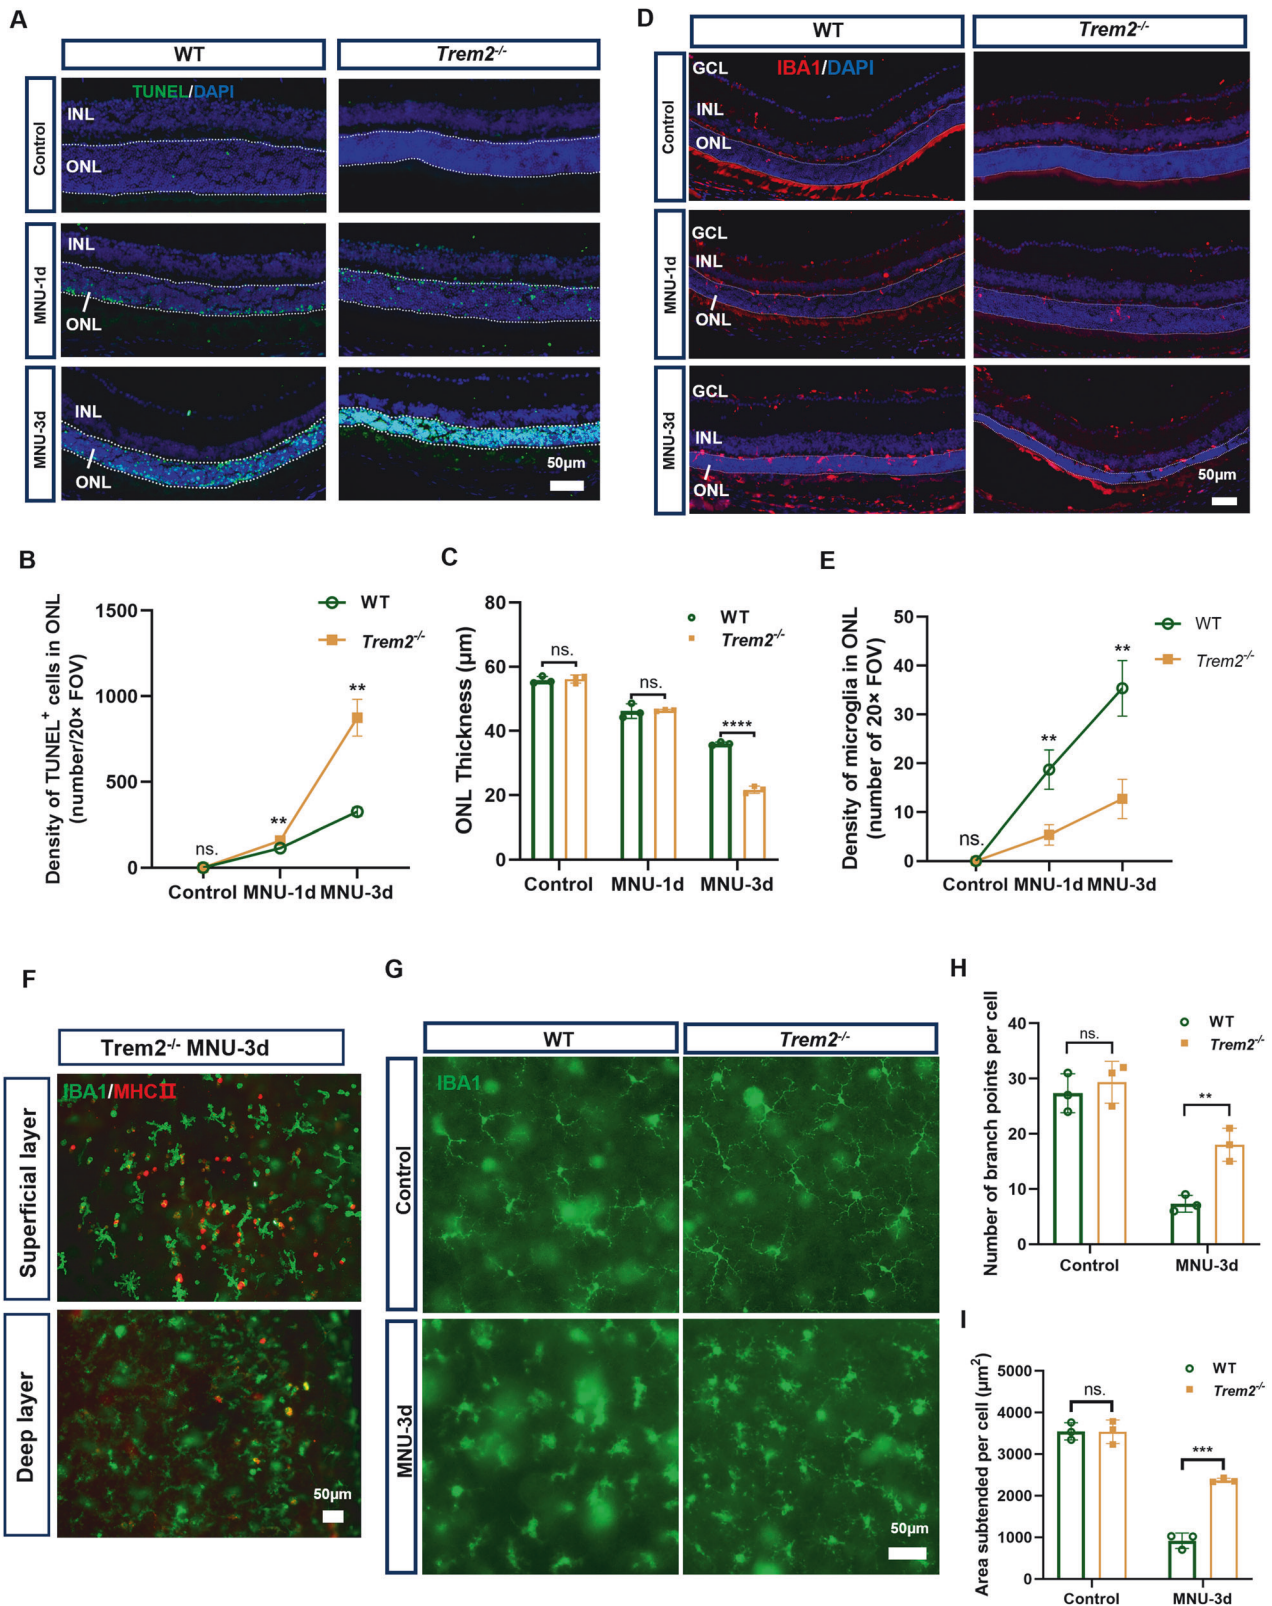 A
WT
Trem2-/-
Control
TUNEL/DAPI
INL
ONL
MNU-1d
INL
ONL
MNU-3d
INL
ONL
50μm
D
WT
Trem2-/-
Control
GCL
IBA1/DAPI
INL
ONL
MNU-1d
GCL
INL
ONL
MNU-3d
GCL
INL
ONL
50μm
B
Density of TUNEL+ cells in ONL
(number/20× FOV)
1500
1000
500
0
WT
Trem2-/-
ns.
**
**
Control MNU-1d MNU-3d
C
ONL Thickness (μm)
80
60
40
20
0
WT
Trem2-/-
ns.
ns.
****
Control MNU-1d MNU-3d
E
Density of microglia in ONL
(number of 20× FOV)
50
40
30
20
10
0
WT
Trem2-/-
ns.
**
**
Control MNU-1d MNU-3d
F
Trem2-/- MNU-3d
Superficial layer
IBA1/MHCII
Deep layer
50μm
G
WT
Trem2-/-
Control
IBA1
MNU-3d
50μm
H
Number of branch points per cell
40
30
20
10
0
WT
Trem2-/-
ns.
**
Control MNU-3d
I
Area subtended per cell (μm2)
5000
4000
3000
2000
1000
0
WT
Trem2-/-
ns.
***
Control MNU-3d